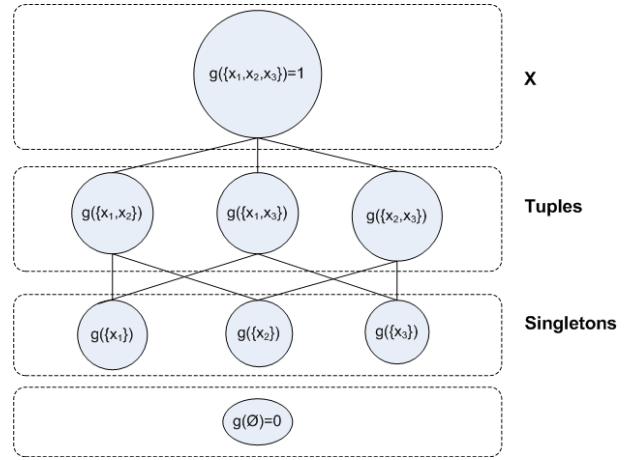 g({x₁,x₂,x₃})=1
X
g({x₁,x₂})
g({x₁,x₃})
g({x₂,x₃})
Tuples
g({x₁})
g({x₂})
g({x₃})
Singletons
g(Ø)=0